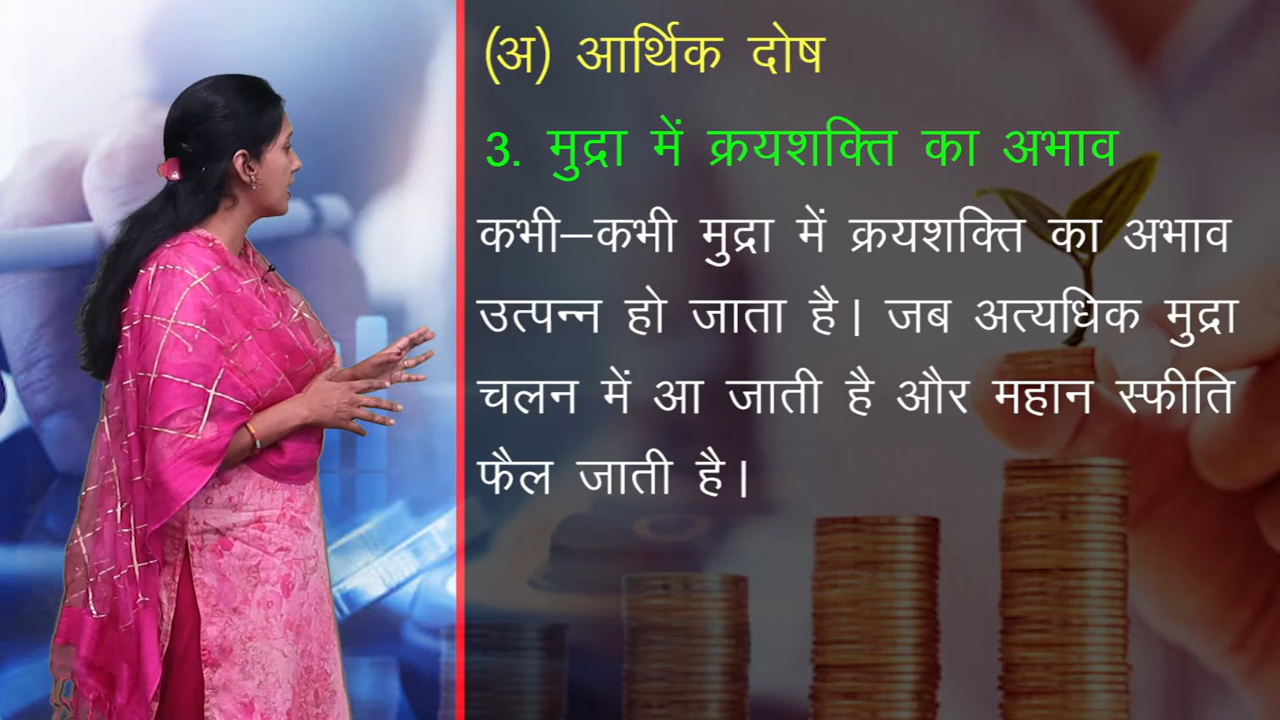 (अ) आर्थिक दोष
3. मुद्रा में क्रयशक्ति का अभाव
कभी–कभी मुद्रा में क्रयशक्ति का अभाव
उत्पन्न हो जाता है। जब अत्यधिक मुद्रा
चलन में आ जाती है और महान स्फीति
फैल जाती है।